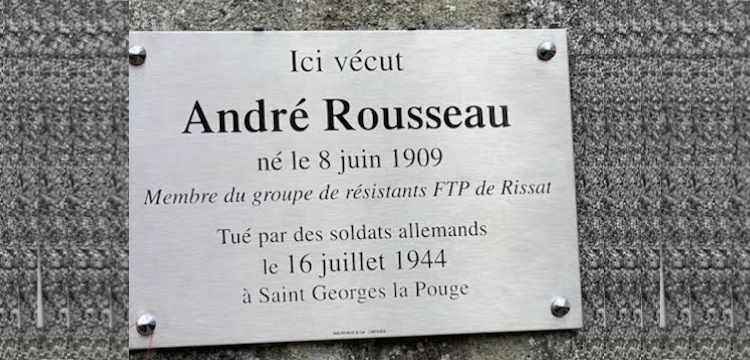 Ici vécut
André Rousseau
né le 8 juin 1909
Membre du groupe de résistants FTP de Rissat
Tué par des soldats allemands
le 16 juillet 1944
à Saint Georges la Pouge